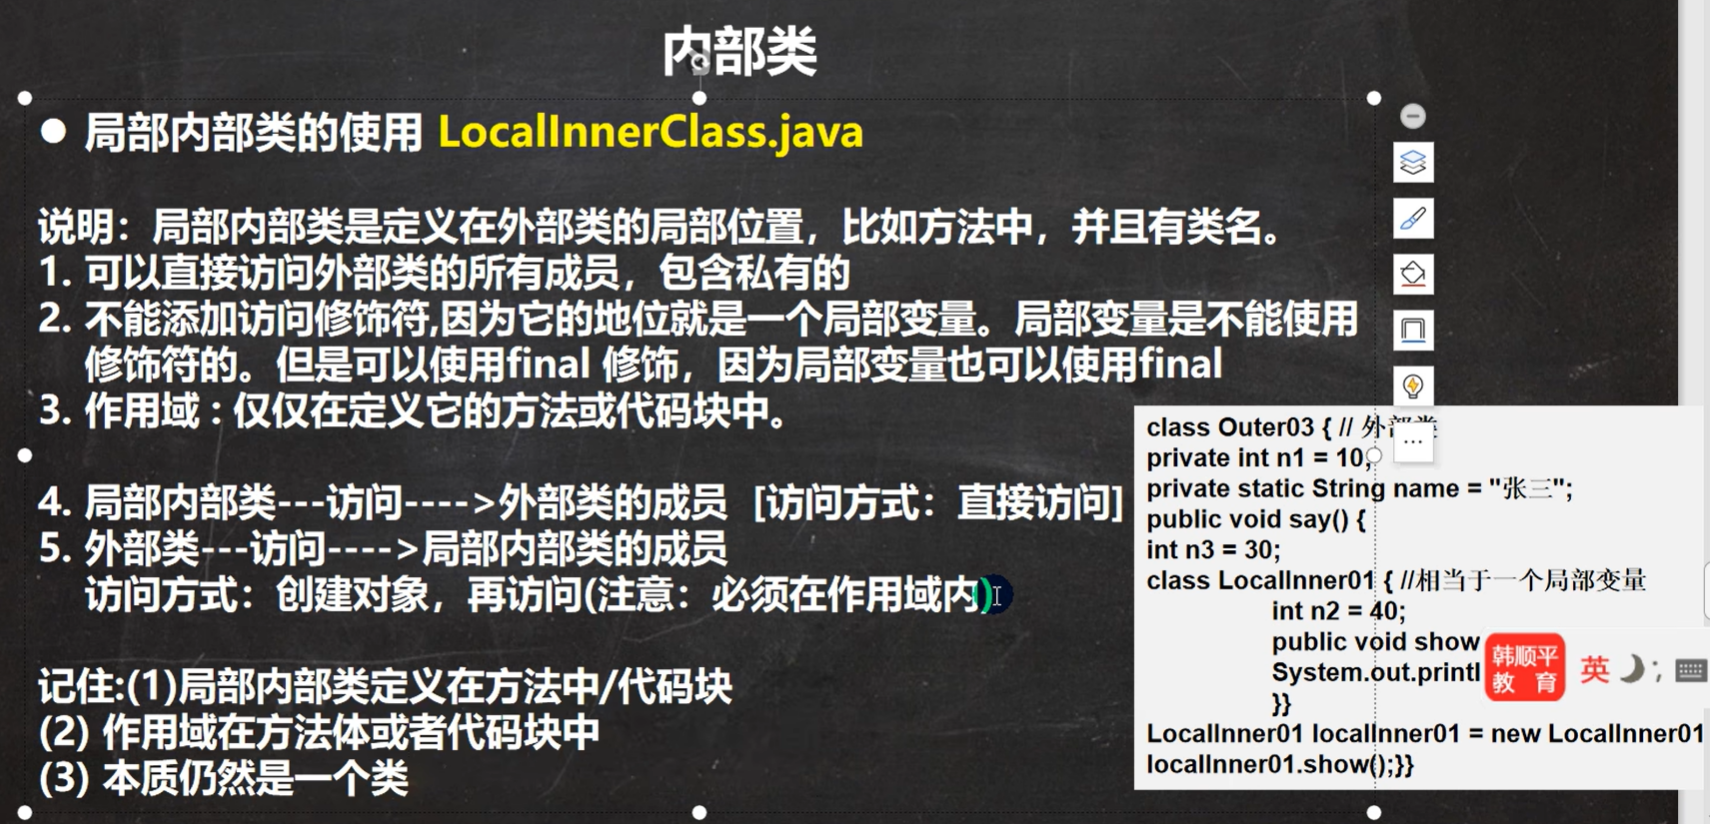 内部类
● 局部内部类的使用 LocalInnerClass.java
说明：局部内部类是定义在外部类的局部位置，比如方法中，并且有类名。
1. 可以直接访问外部类的所有成员，包含私有的
2. 不能添加访问修饰符,因为它的地位就是一个局部变量。局部变量是不能使用
修饰符的。但是可以使用final 修饰，因为局部变量也可以使用final
3. 作用域 : 仅仅在定义它的方法或代码块中。
4. 局部内部类---访问---->外部类的成员 [访问方式：直接访问]
5. 外部类---访问---->局部内部类的成员
访问方式：创建对象，再访问(注意：必须在作用域内)
记住:(1)局部内部类定义在方法中/代码块
(2) 作用域在方法体或者代码块中
(3) 本质仍然是一个类
class Outer03 { // 外部类
private int n1 = 10;
private static String name = "张三";
public void say() {
int n3 = 30;
class LocalInner01 { //相当于一个局部变量
int n2 = 40;
public void show
System.out.printl
}}
LocalInner01 localInner01 = new LocalInner01
localInner01.show();}}
韩顺平
教 育
英